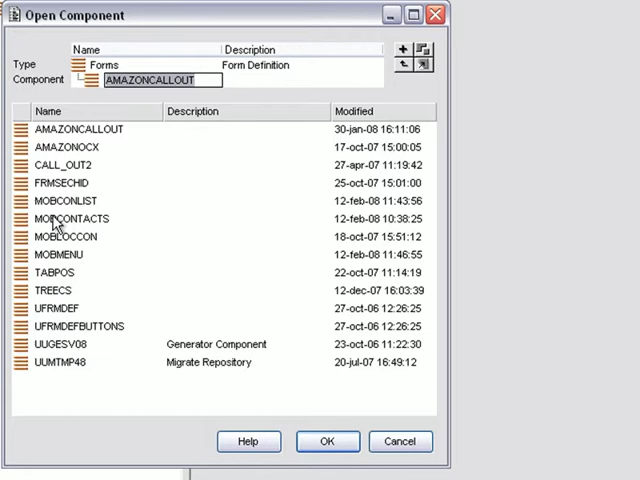 Open Component
Name Description
Type Forms Form Definition
Component AMAZONCALLOUT
Name Description Modified
AMAZONCALLOUT 30-jan-08 16:11:06
AMAZONOCX 17-oct-07 15:00:05
CALL_OUT2 27-apr-07 11:19:42
FRMSECHID 25-oct-07 15:01:00
MOBCONLIST 12-feb-08 11:43:56
MOBCONTACTS 12-feb-08 10:38:25
MOBLOCCON 18-oct-07 15:51:12
MOBMENU 12-feb-08 11:46:55
TABPOS 22-oct-07 11:14:19
TREECS 12-dec-07 16:03:39
UFRMDEF 27-oct-06 12:26:25
UFRMDEFBUTTONS 27-oct-06 12:26:25
UUGESV08 Generator Component 23-oct-06 11:22:30
UUMTMP48 Migrate Repository 20-jul-07 16:49:12
Help OK Cancel